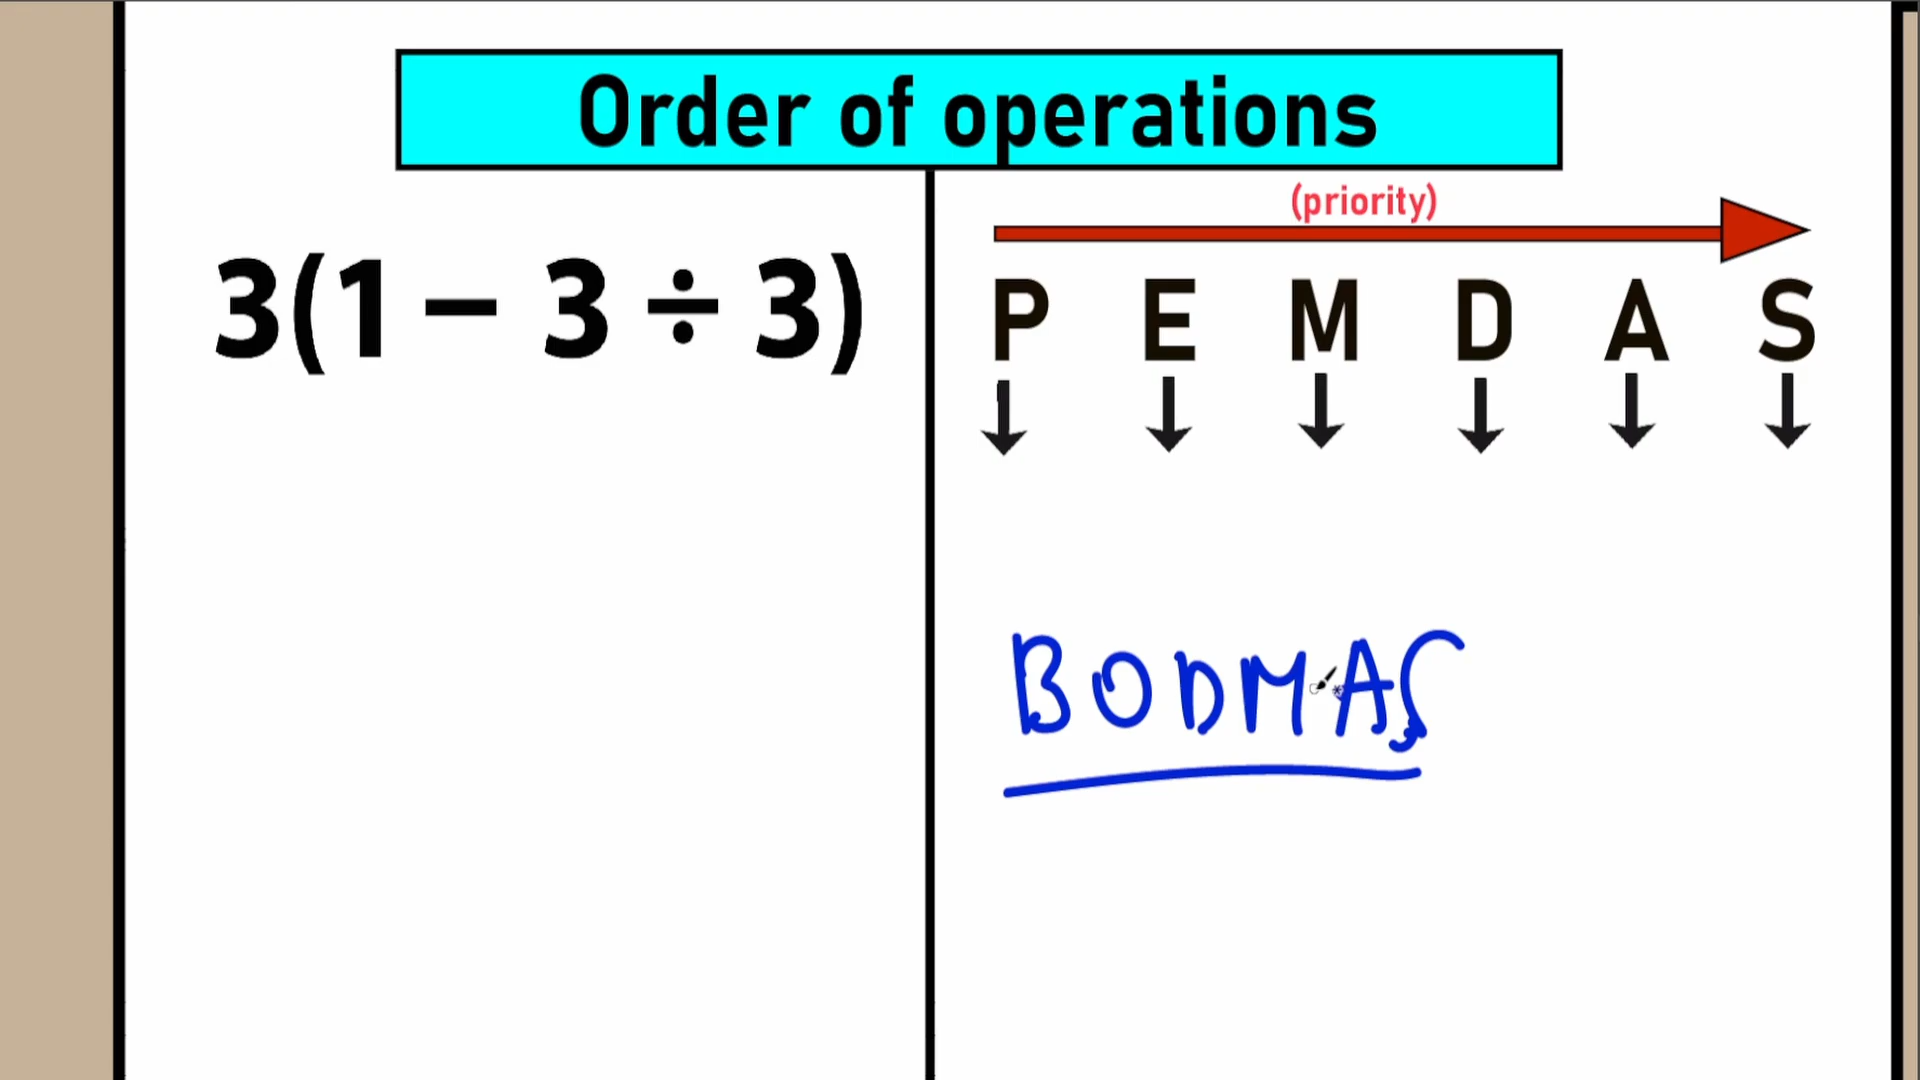 Order of operations
3(1 − 3 ÷ 3)
(priority)
P E M D A S
BODMAS